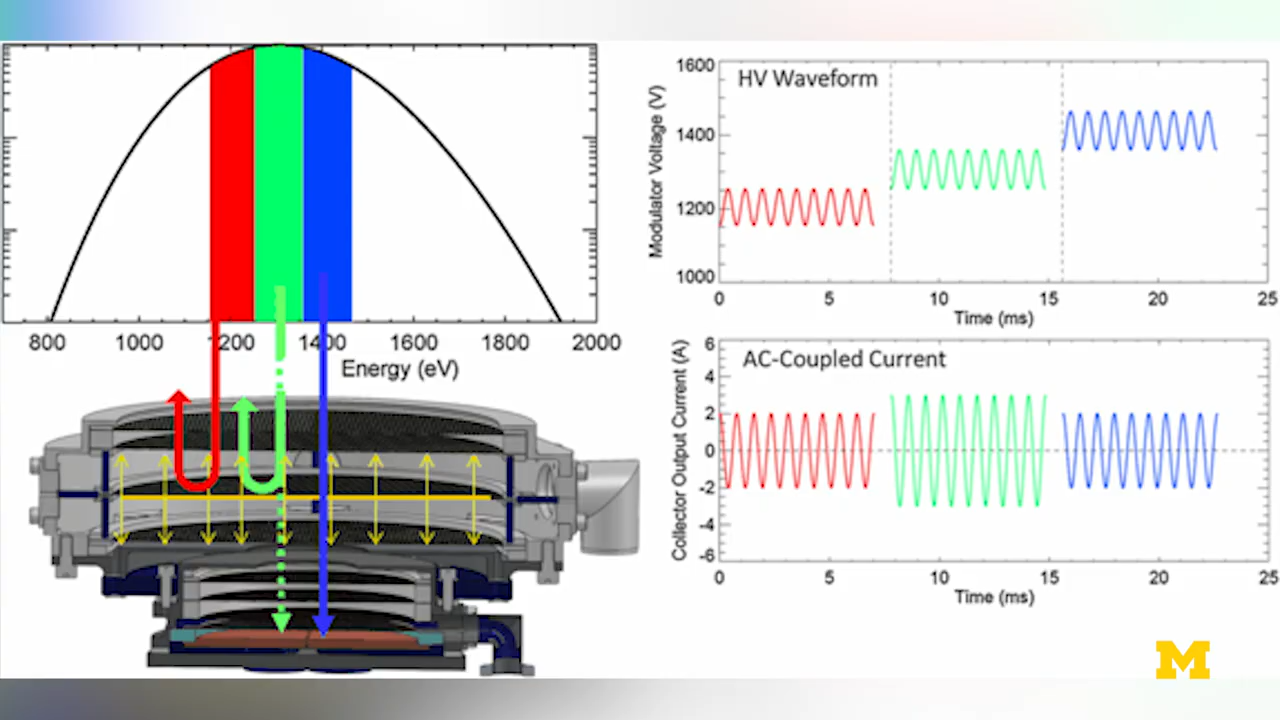 800 1000 1200 1400 1600 1800 2000
Energy (eV)
HV Waveform
Modulator Voltage (V)
1600
1400
1200
1000
0 5 10 15 20 25
Time (ms)
AC-Coupled Current
Collector Output Current (A)
6
4
2
0
-2
-4
-6
0 5 10 15 20 25
Time (ms)
M